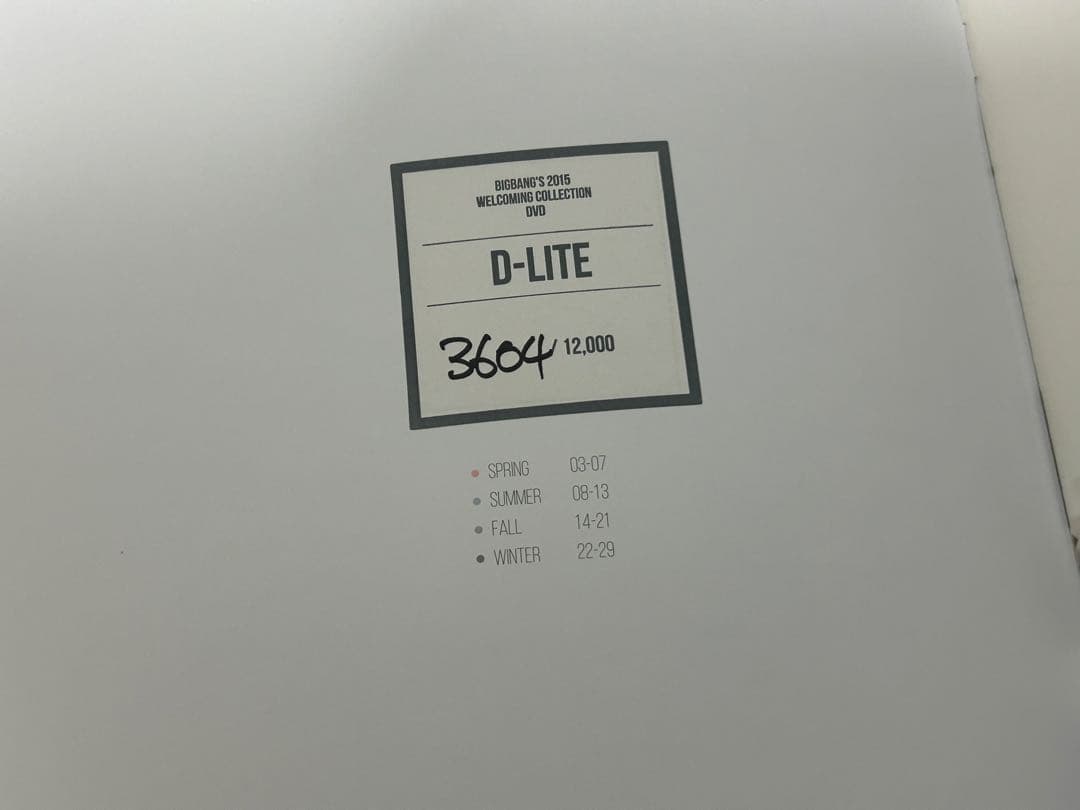 BIGBANG'S 2015
WELCOMING COLLECTION
DVD
D-LITE
3604/12,000
SPRING 03-07
SUMMER 08-13
FALL 14-21
WINTER 22-29